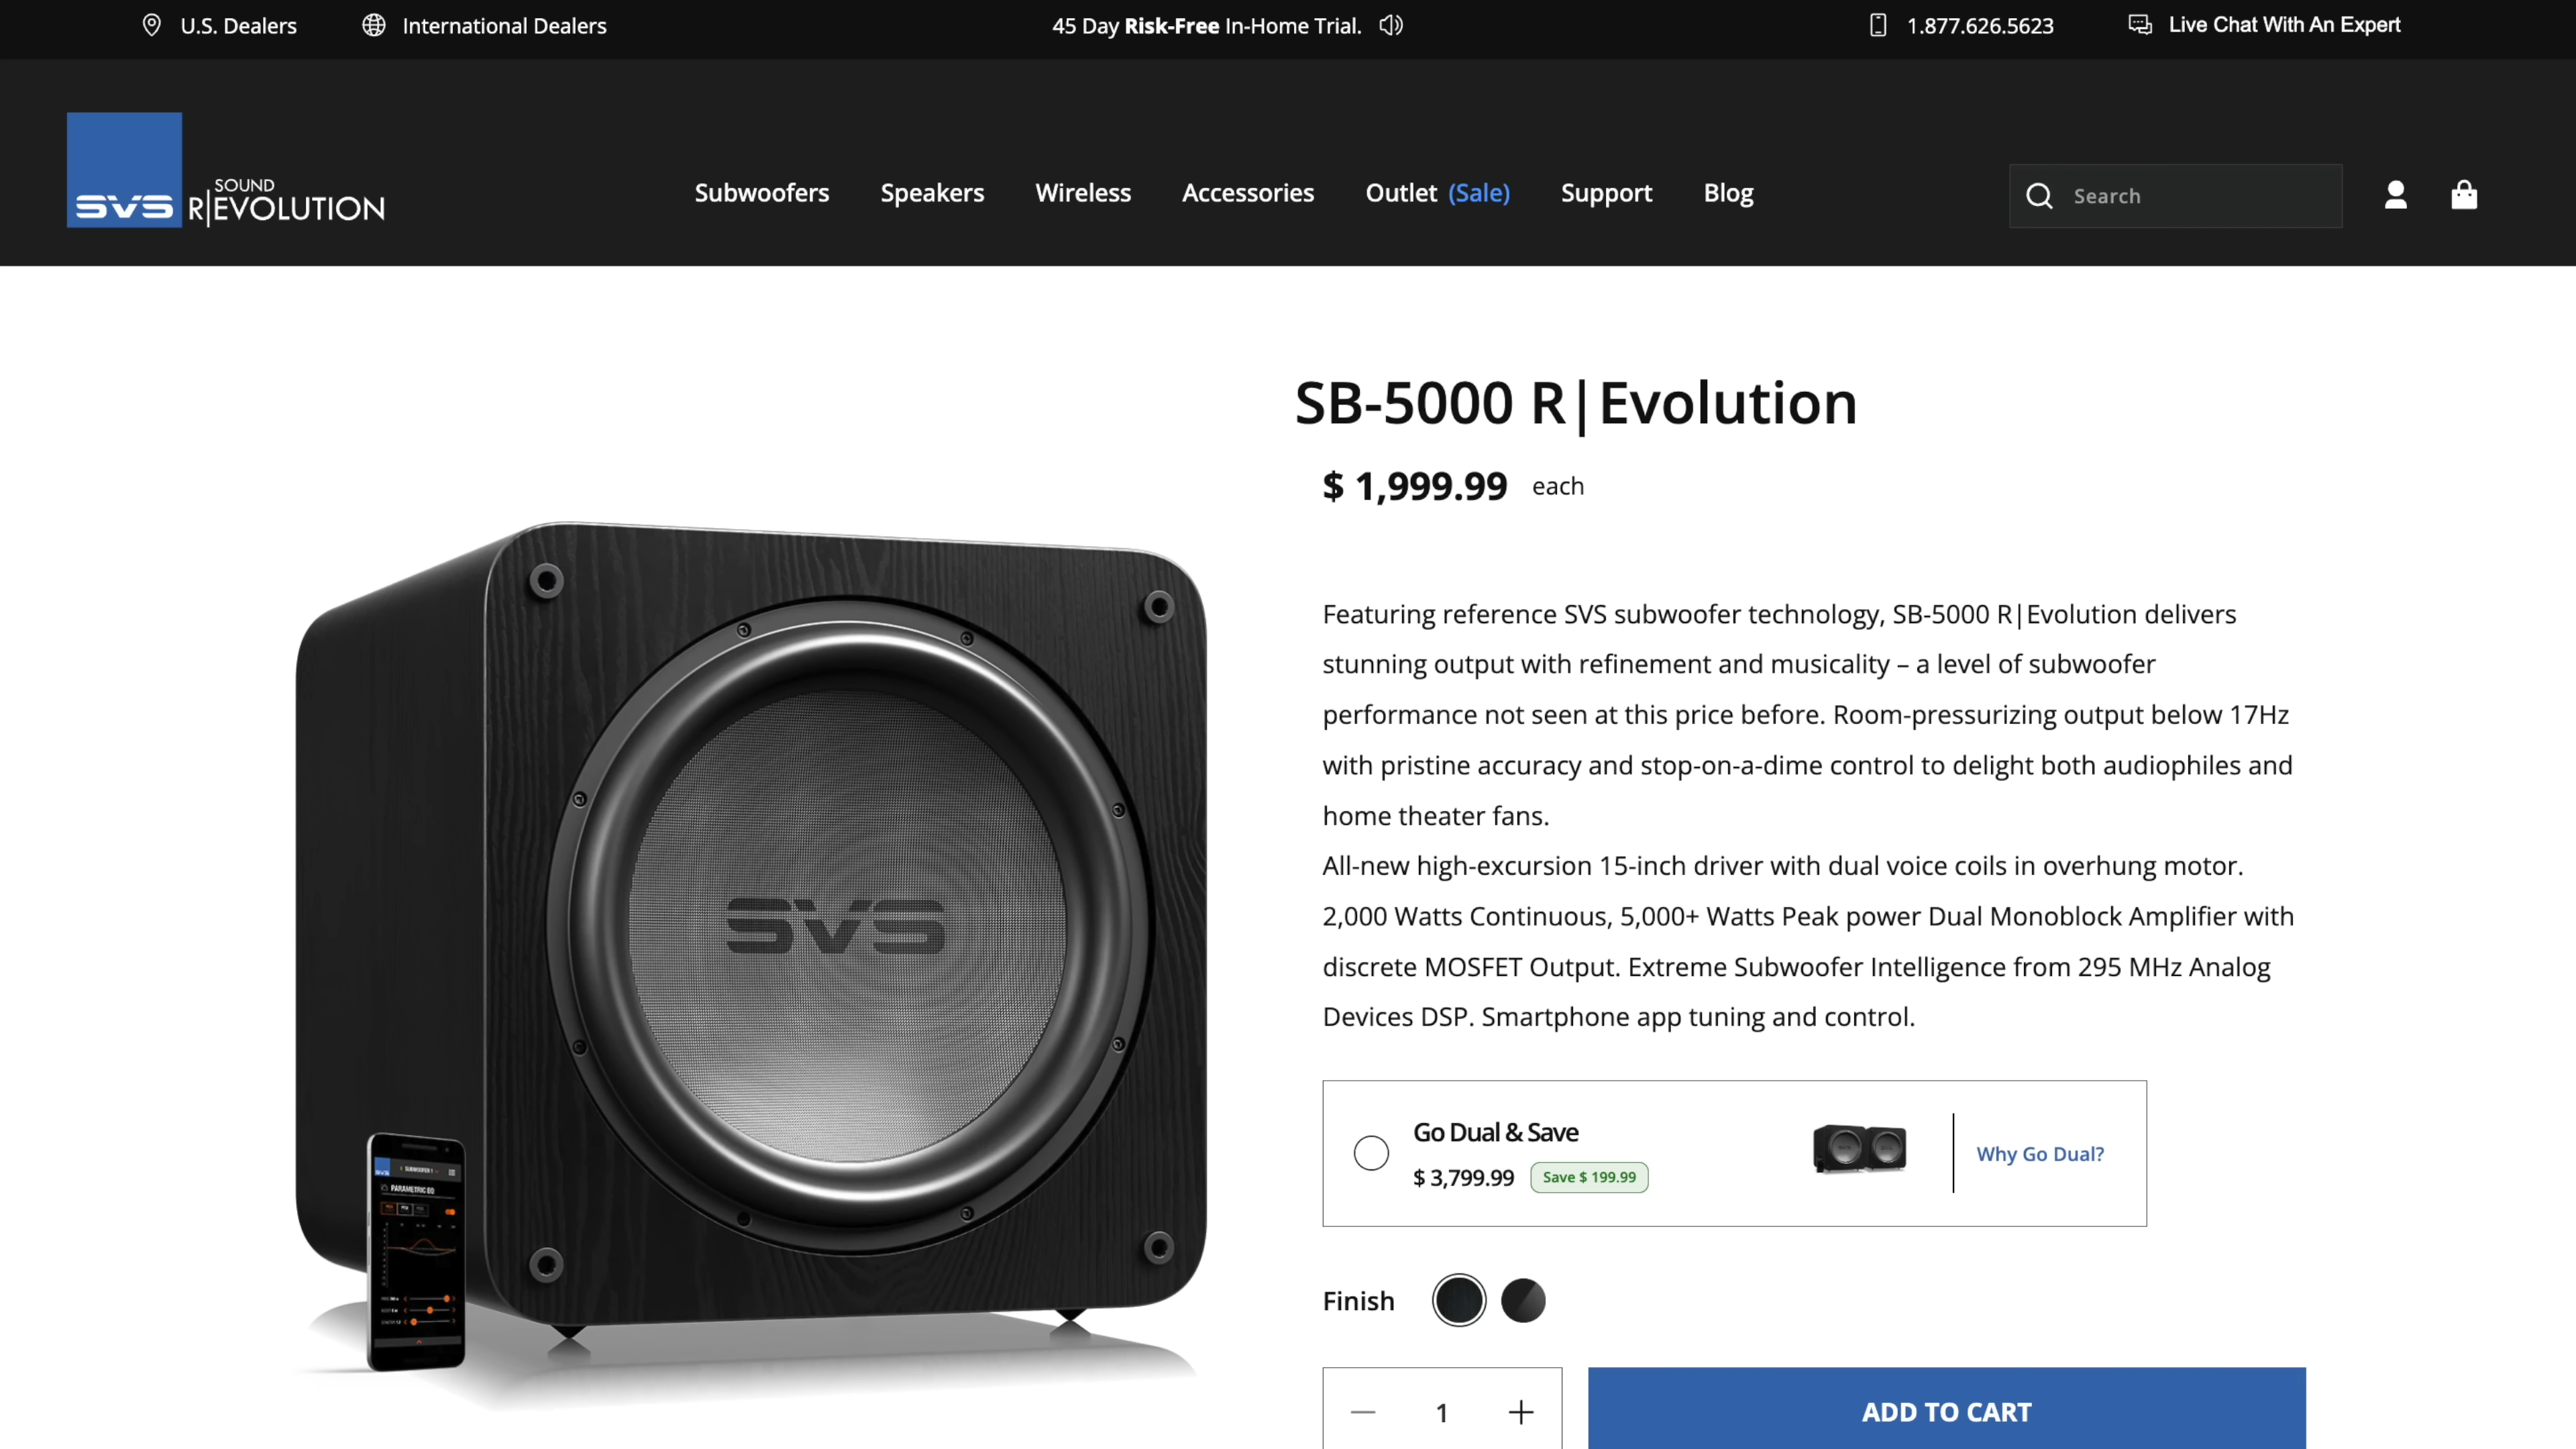 U.S. Dealers
International Dealers
45 Day Risk-Free In-Home Trial.
1.877.626.5623
Live Chat With An Expert
SVS
SOUND
R|EVOLUTION
Subwoofers
Speakers
Wireless
Accessories
Outlet (Sale)
Support
Blog
Search
SB-5000 R|Evolution
$ 1,999.99 each
Featuring reference SVS subwoofer technology, SB-5000 R|Evolution delivers
stunning output with refinement and musicality – a level of subwoofer
performance not seen at this price before. Room-pressurizing output below 17Hz
with pristine accuracy and stop-on-a-dime control to delight both audiophiles and
home theater fans.
All-new high-excursion 15-inch driver with dual voice coils in overhung motor.
2,000 Watts Continuous, 5,000+ Watts Peak power Dual Monoblock Amplifier with
discrete MOSFET Output. Extreme Subwoofer Intelligence from 295 MHz Analog
Devices DSP. Smartphone app tuning and control.
SVS
SVS
SUBWOOFER 1
PARAMETRIC EQ
Go Dual & Save
$ 3,799.99 Save $ 199.99
Why Go Dual?
Finish
1
ADD TO CART